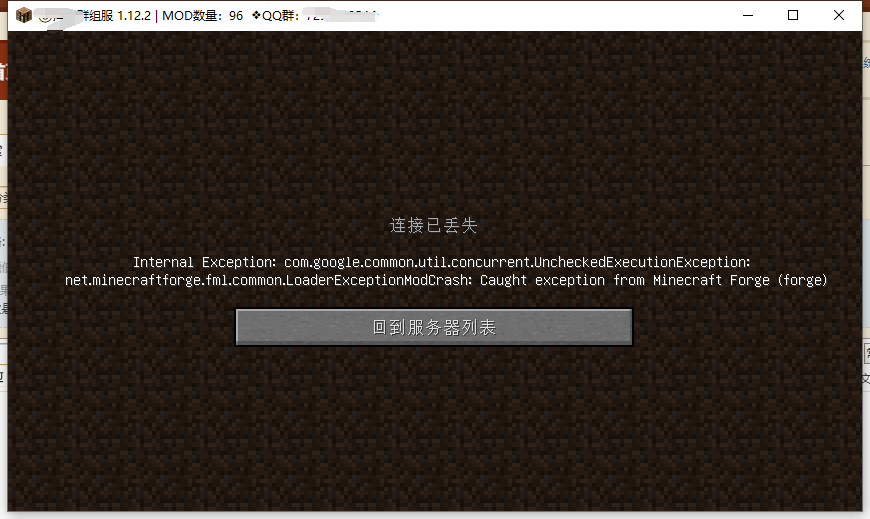 群组服 1.12.2 | MOD数量：96 ❖QQ群：
连接已丢失
Internal Exception: com.google.common.util.concurrent.UncheckedExecutionException:
net.minecraftforge.fml.common.LoaderExceptionModCrash: Caught exception from Minecraft Forge (forge)
回到服务器列表